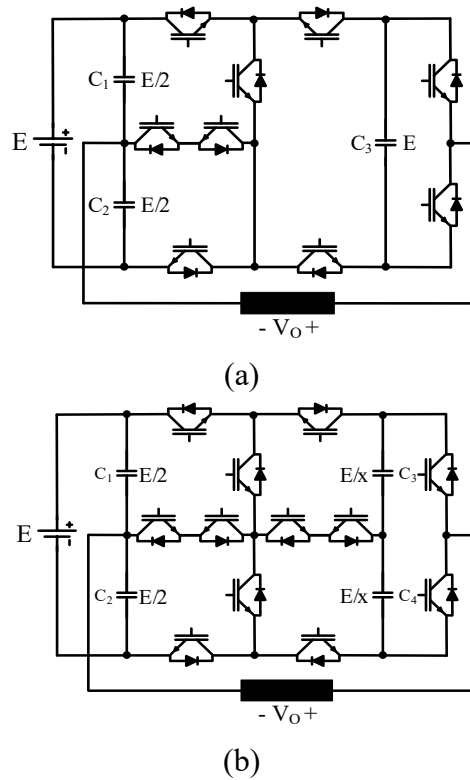 C₁ E/2
E + -
C₃ E
C₂ E/2
- Vₒ +
(a)
C₁ E/2 E/x C₃
E + -
C₂ E/2 E/x C₄
- Vₒ +
(b)